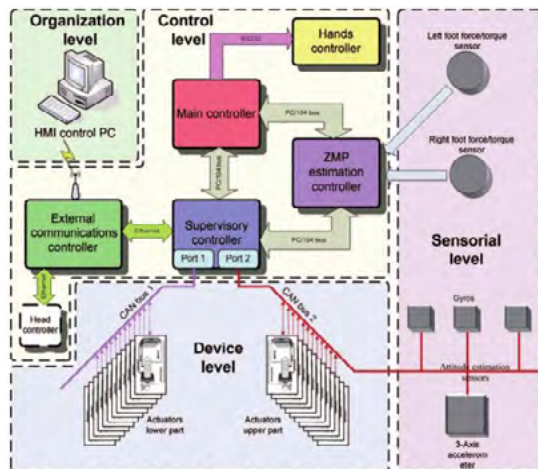 Organization
level
HMI control PC
Control
level
Hands
controller
RS232
Main controller
PC/104 bus
PC/104 bus
ZMP
estimation
controller
External
communications
controller
Ethernet
Supervisory
controller
Port 1
Port 2
PC/104 bus
Ethernet
Head
controller
CAN bus 1
CAN bus 2
Device
level
Actuators
lower part
Actuators
upper part
Left foot force/torque
sensor
Right foot force/torque
sensor
Sensorial
level
Gyros
Attitude estimation
sensors
3-Axis
accelerom
eter